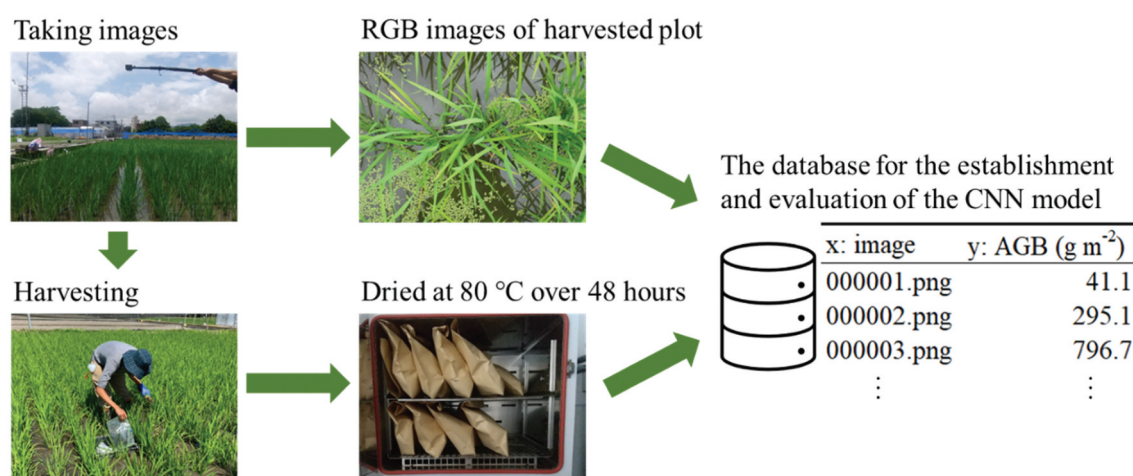 Taking images
RGB images of harvested plot
Harvesting
Dried at 80 °C over 48 hours
The database for the establishment
and evaluation of the CNN model
x: image y: AGB (g m⁻²)
000001.png 41.1
000002.png 295.1
000003.png 796.7
⋮ ⋮